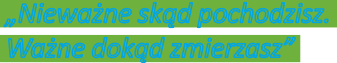 „Nieważne skąd pochodzisz.
Ważne dokąd zmierzasz”